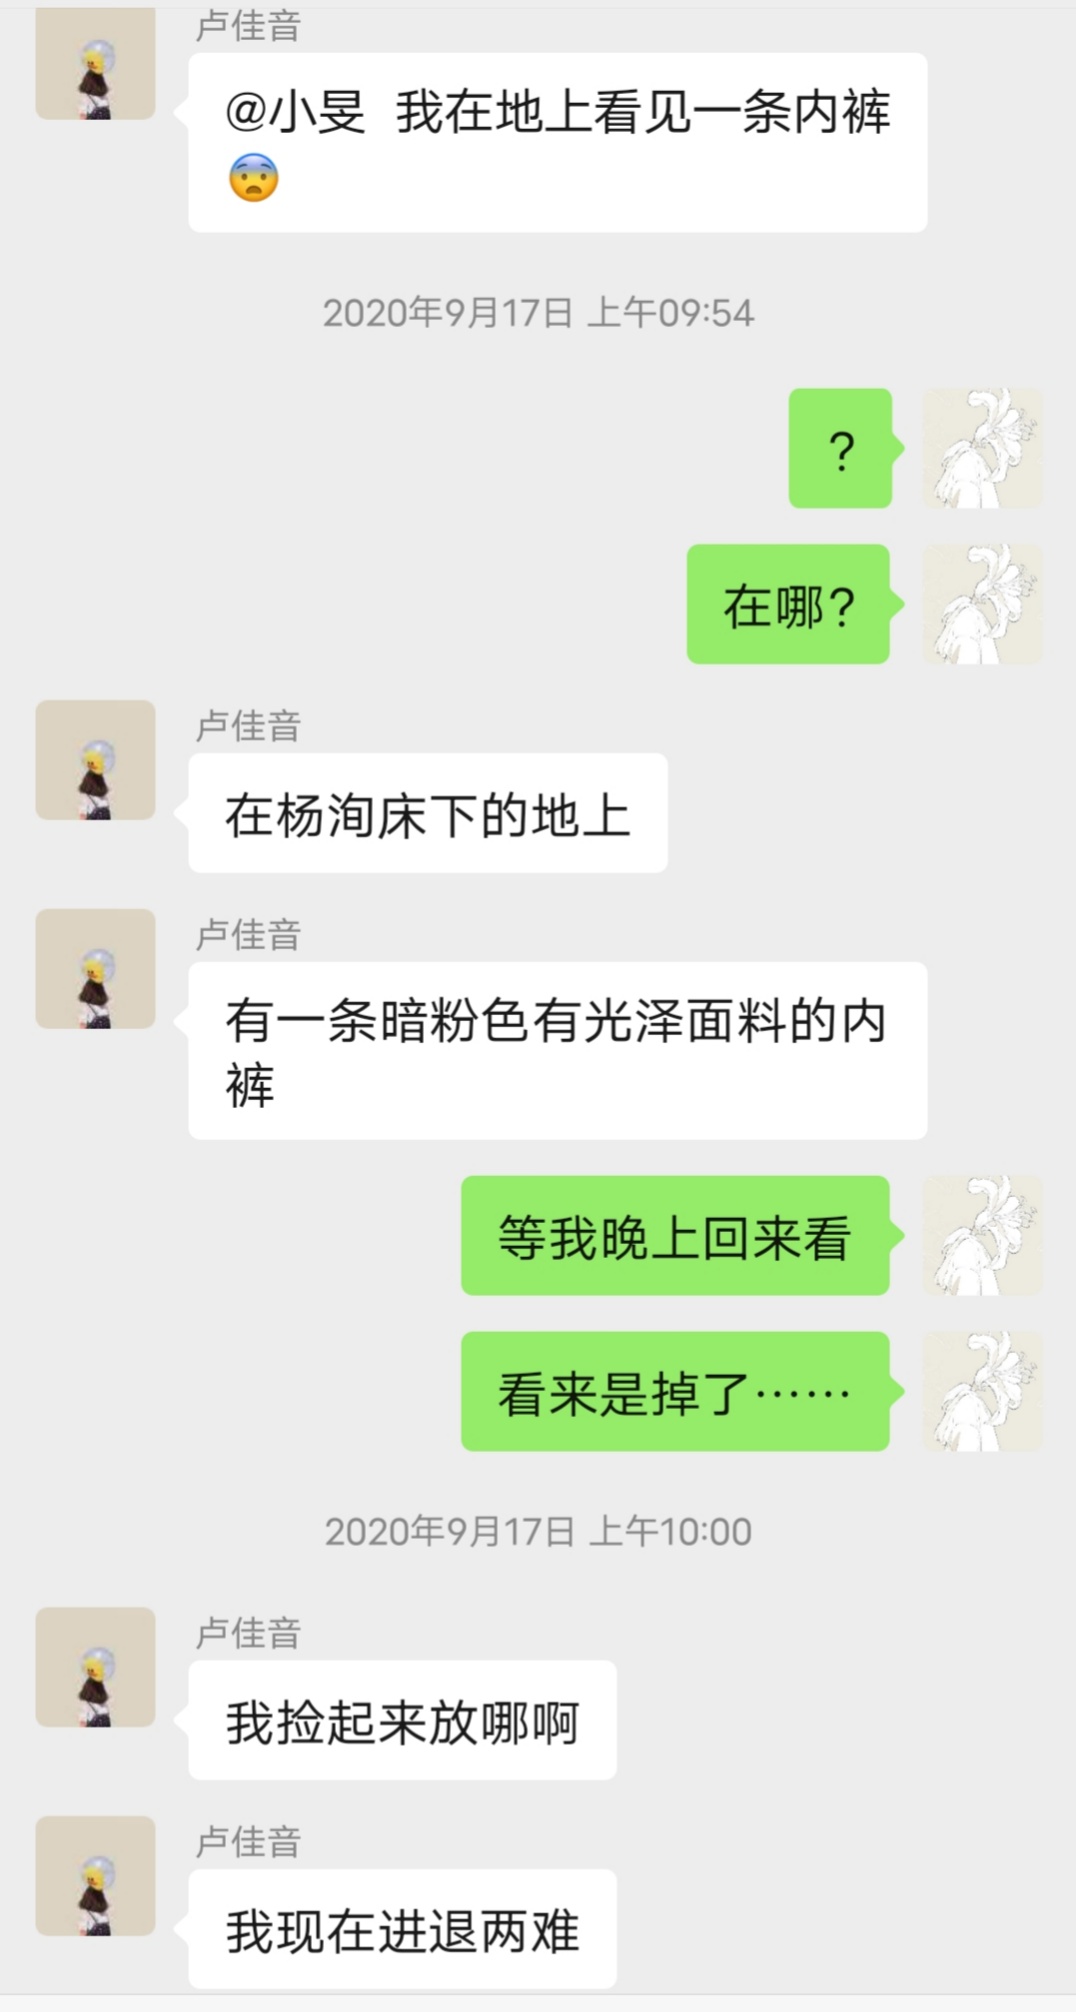 卢佳音
@小旻 我在地上看见一条内裤
😨
2020年9月17日 上午09:54
?
在哪?
卢佳音
在杨洵床下的地上
卢佳音
有一条暗粉色有光泽面料的内
裤
等我晚上回来看
看来是掉了……
2020年9月17日 上午10:00
卢佳音
我捡起来放哪啊
卢佳音
我现在进退两难